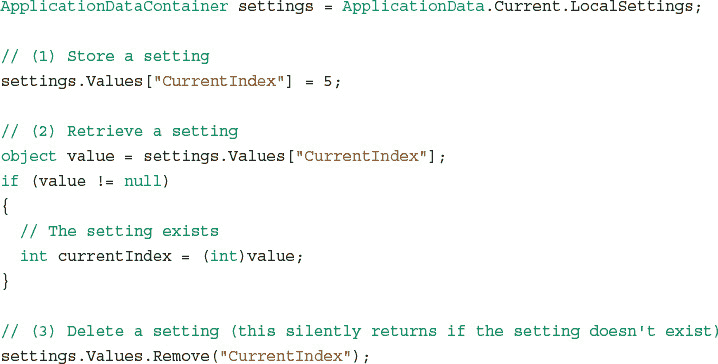 ApplicationDataContainer settings = ApplicationData.Current.LocalSettings;
// (1) Store a setting
settings.Values["CurrentIndex"] = 5;
// (2) Retrieve a setting
object value = settings.Values["CurrentIndex"];
if (value != null)
{
  // The setting exists
  int currentIndex = (int)value;
}
// (3) Delete a setting (this silently returns if the setting doesn't exist)
settings.Values.Remove("CurrentIndex");